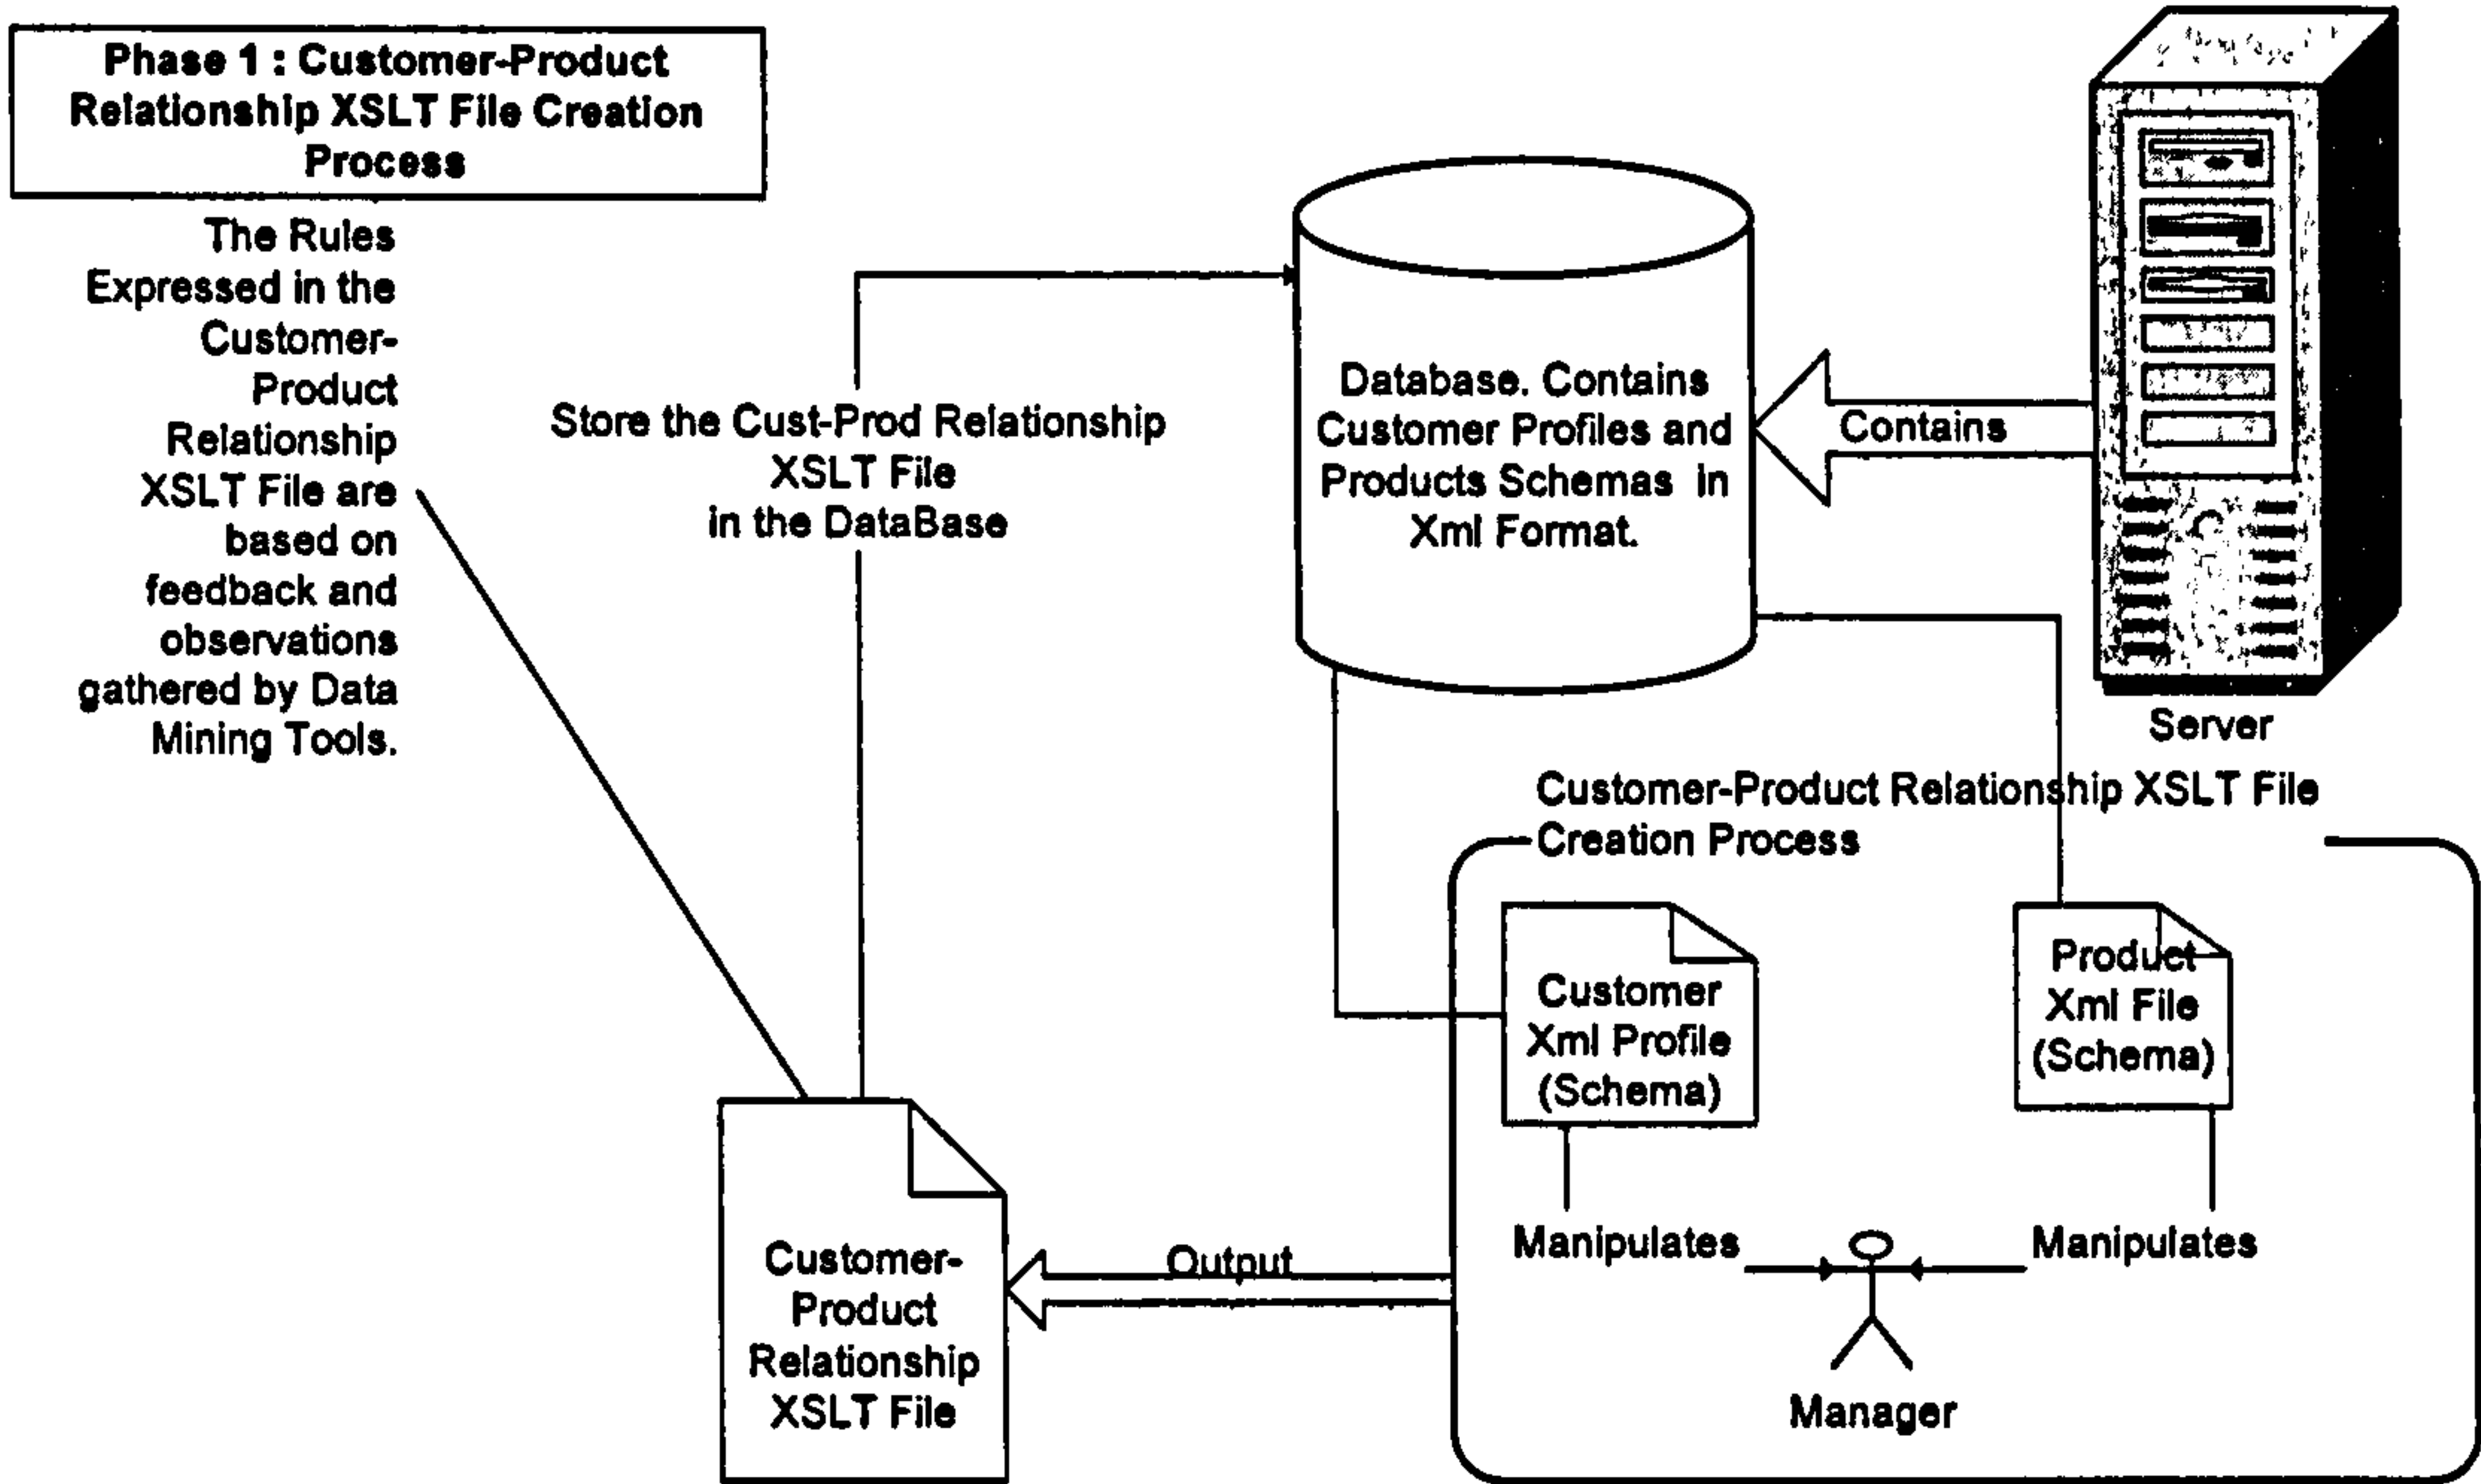 Phase 1 : Customer-Product
Relationship XSLT File Creation
Process
The Rules
Expressed in the
Customer-
Product
Relationship
XSLT File are
based on
feedback and
observations
gathered by Data
Mining Tools.
Store the Cust-Prod Relationship
XSLT File
in the DataBase
Database. Contains
Customer Profiles and
Products Schemas in
Xml Format.
Contains
Server
Customer-Product Relationship XSLT File
Creation Process
Customer
Xml Profile
(Schema)
Product
Xml File
(Schema)
Manipulates
Manipulates
Manager
Output
Customer-
Product
Relationship
XSLT File